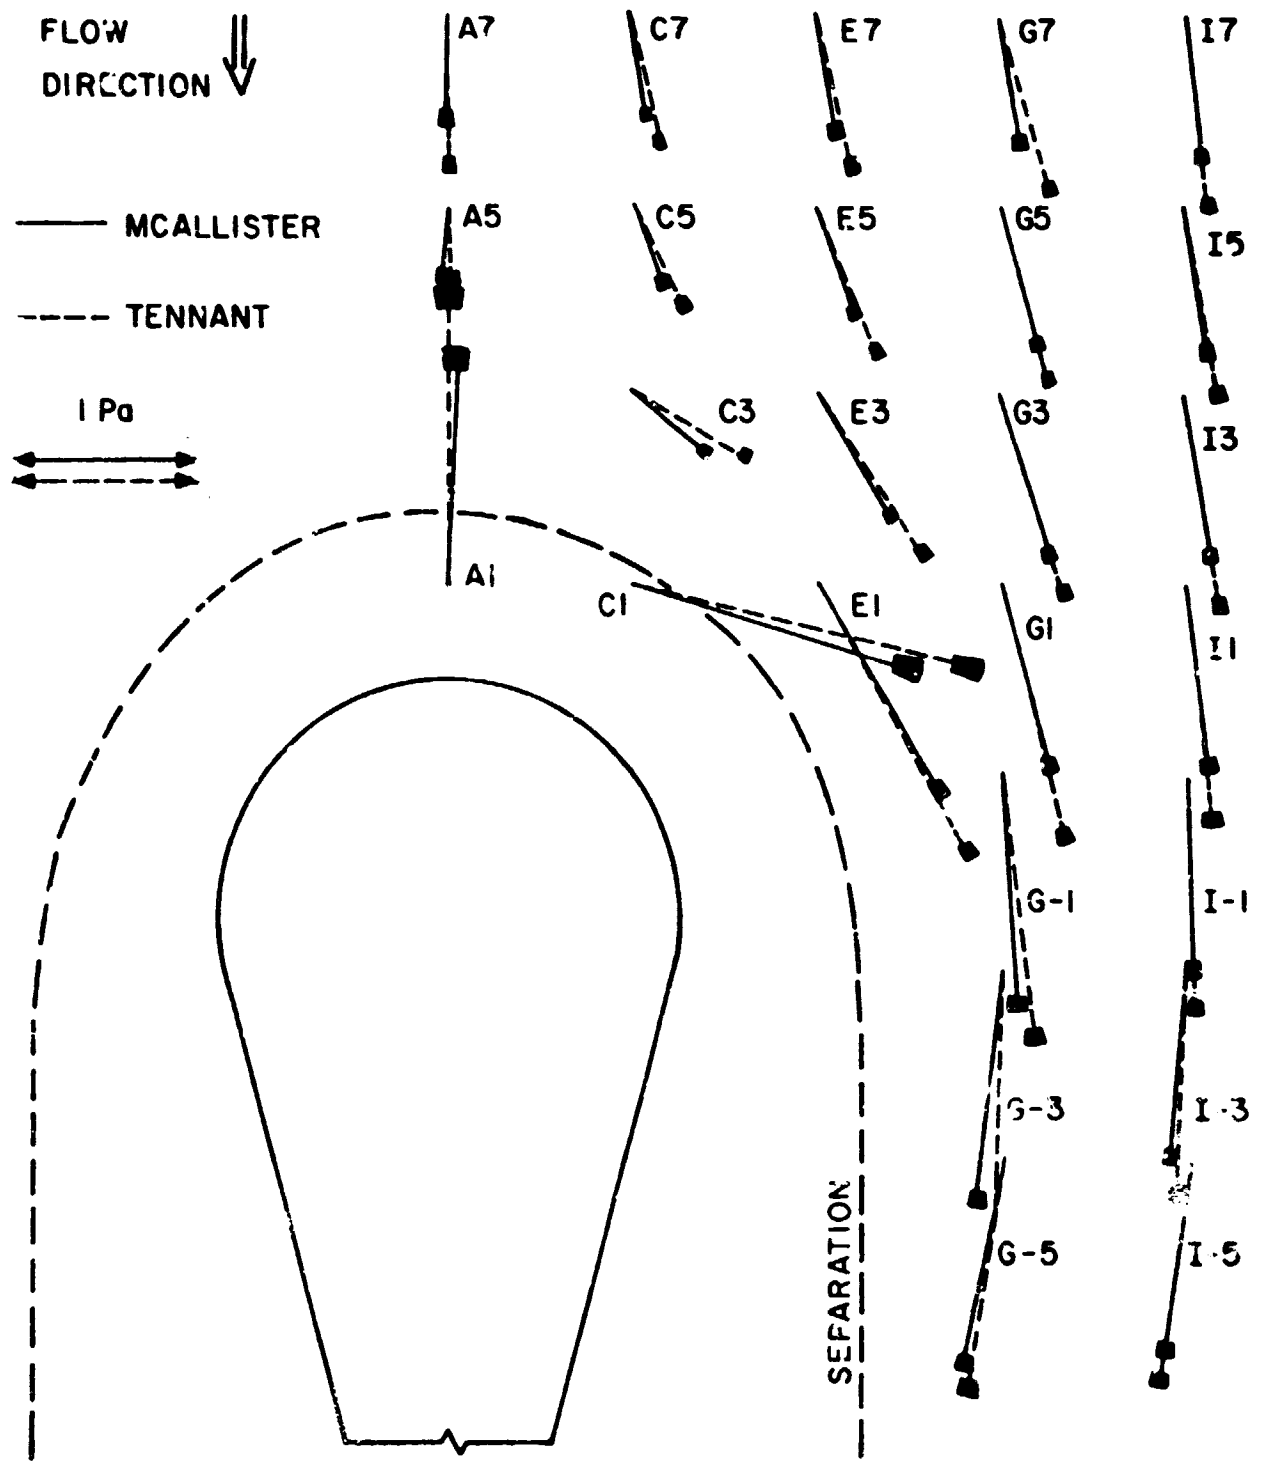 FLOW
DIRECTION
MCALLISTER
TENNANT
1 Pa
A7
C7
E7
G7
I7
A5
C5
E5
G5
I5
C3
E3
G3
I3
A1
C1
E1
G1
I1
G-1
I-1
G-3
I-3
G-5
I-5
SEPARATION